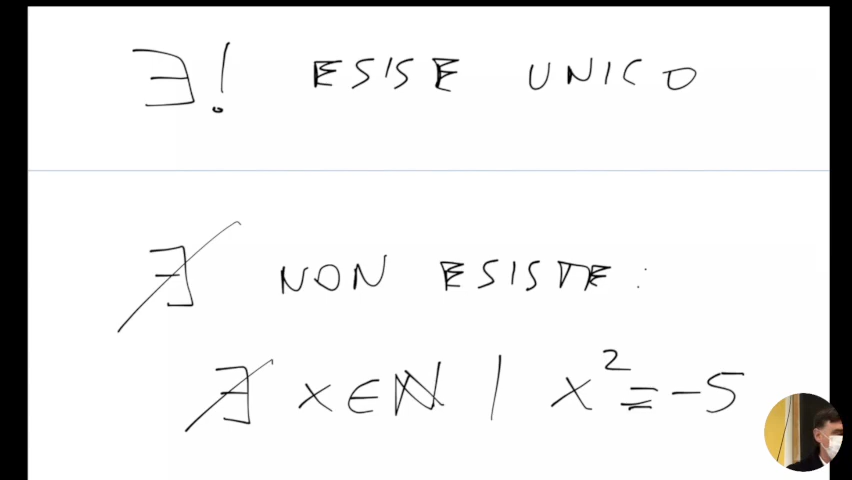 ∃! ESISE UNICO
∄ NON ESISTE:
∄ x∈ℕ | x²=-5